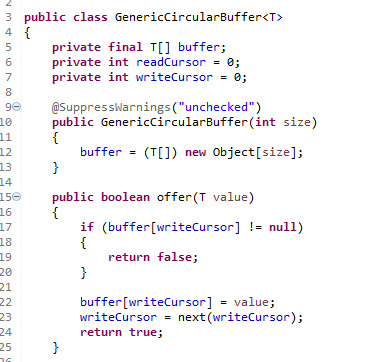 2
3 public class GenericCircularBuffer<T>
4 {
5     private final T[] buffer;
6     private int readCursor = 0;
7     private int writeCursor = 0;
8
9     @SuppressWarnings("unchecked")
10     public GenericCircularBuffer(int size)
11     {
12         buffer = (T[]) new Object[size];
13     }
14
15     public boolean offer(T value)
16     {
17         if (buffer[writeCursor] != null)
18         {
19             return false;
20         }
21
22         buffer[writeCursor] = value;
23         writeCursor = next(writeCursor);
24         return true;
25     }